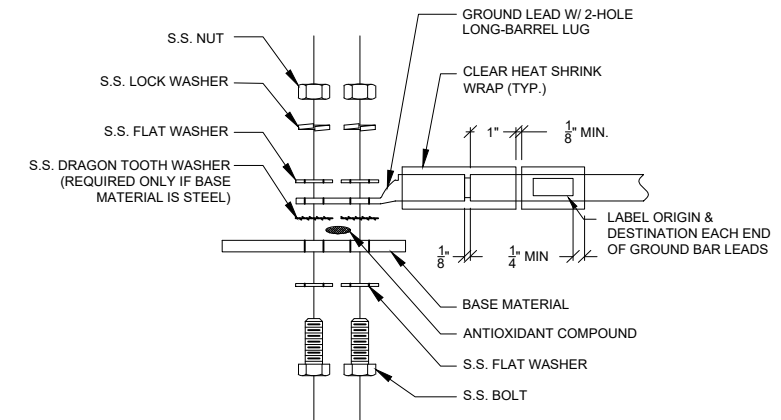 S.S. NUT
S.S. LOCK WASHER
S.S. FLAT WASHER
S.S. DRAGON TOOTH WASHER
(REQUIRED ONLY IF BASE
MATERIAL IS STEEL)
GROUND LEAD W/ 2-HOLE
LONG-BARREL LUG
CLEAR HEAT SHRINK
WRAP (TYP.)
1"
1/8" MIN.
LABEL ORIGIN &
DESTINATION EACH END
OF GROUND BAR LEADS
1/8"
1/4" MIN
BASE MATERIAL
ANTIOXIDANT COMPOUND
S.S. FLAT WASHER
S.S. BOLT